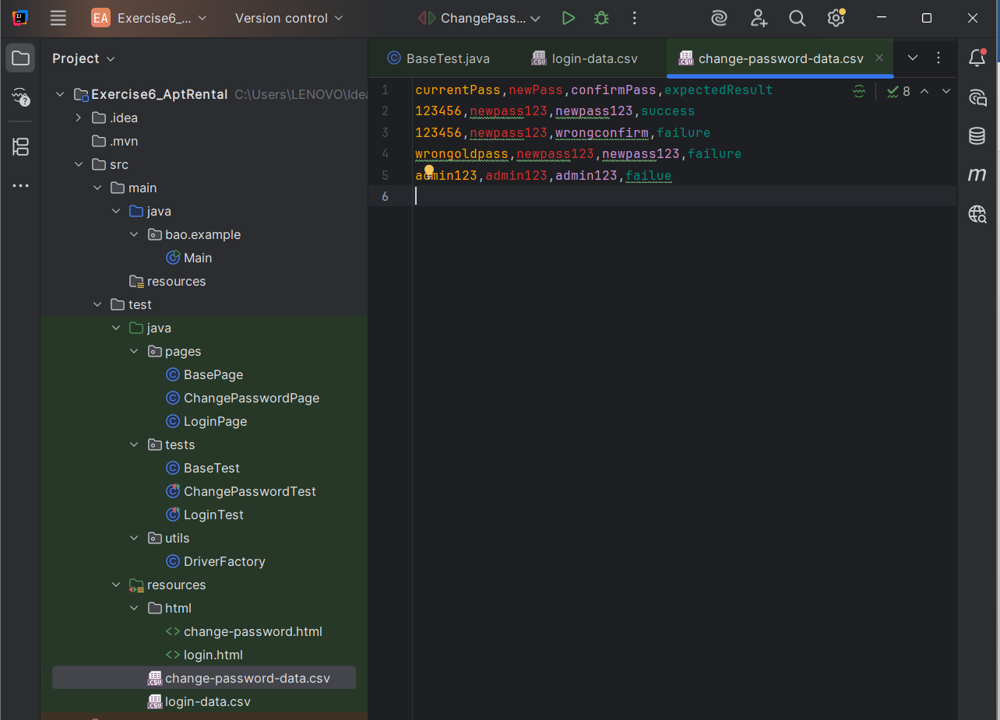 EA Exercise6_... Version control ChangePass...
Project
Exercise6_AptRental C:\Users\LENOVO\Idea
.idea
.mvn
src
main
java
bao.example
Main
resources
test
java
pages
BasePage
ChangePasswordPage
LoginPage
tests
BaseTest
ChangePasswordTest
LoginTest
utils
DriverFactory
resources
html
change-password.html
login.html
change-password-data.csv
login-data.csv
BaseTest.java login-data.csv change-password-data.csv
8
1 currentPass,newPass,confirmPass,expectedResult
2 123456,newpass123,newpass123,success
3 123456,newpass123,wrongconfirm,failure
4 wrongoldpass,newpass123,newpass123,failure
5 admin123,admin123,admin123,failue
6
m